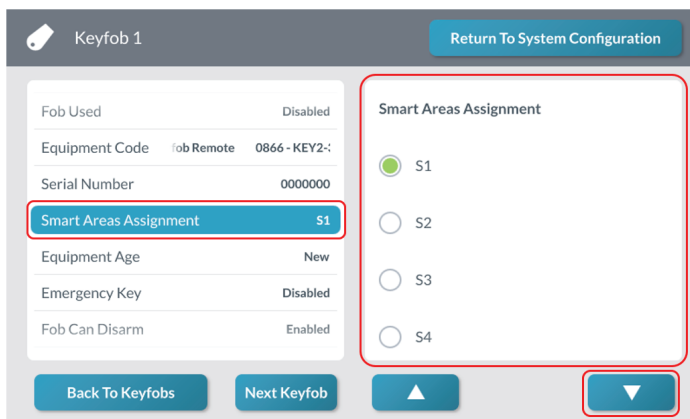 Keyfob 1
Return To System Configuration
Fob Used Disabled
Equipment Code fob Remote 0866 - KEY2-
Serial Number 0000000
Smart Areas Assignment S1
Equipment Age New
Emergency Key Disabled
Fob Can Disarm Enabled
Back To Keyfobs
Next Keyfob
Smart Areas Assignment
S1
S2
S3
S4